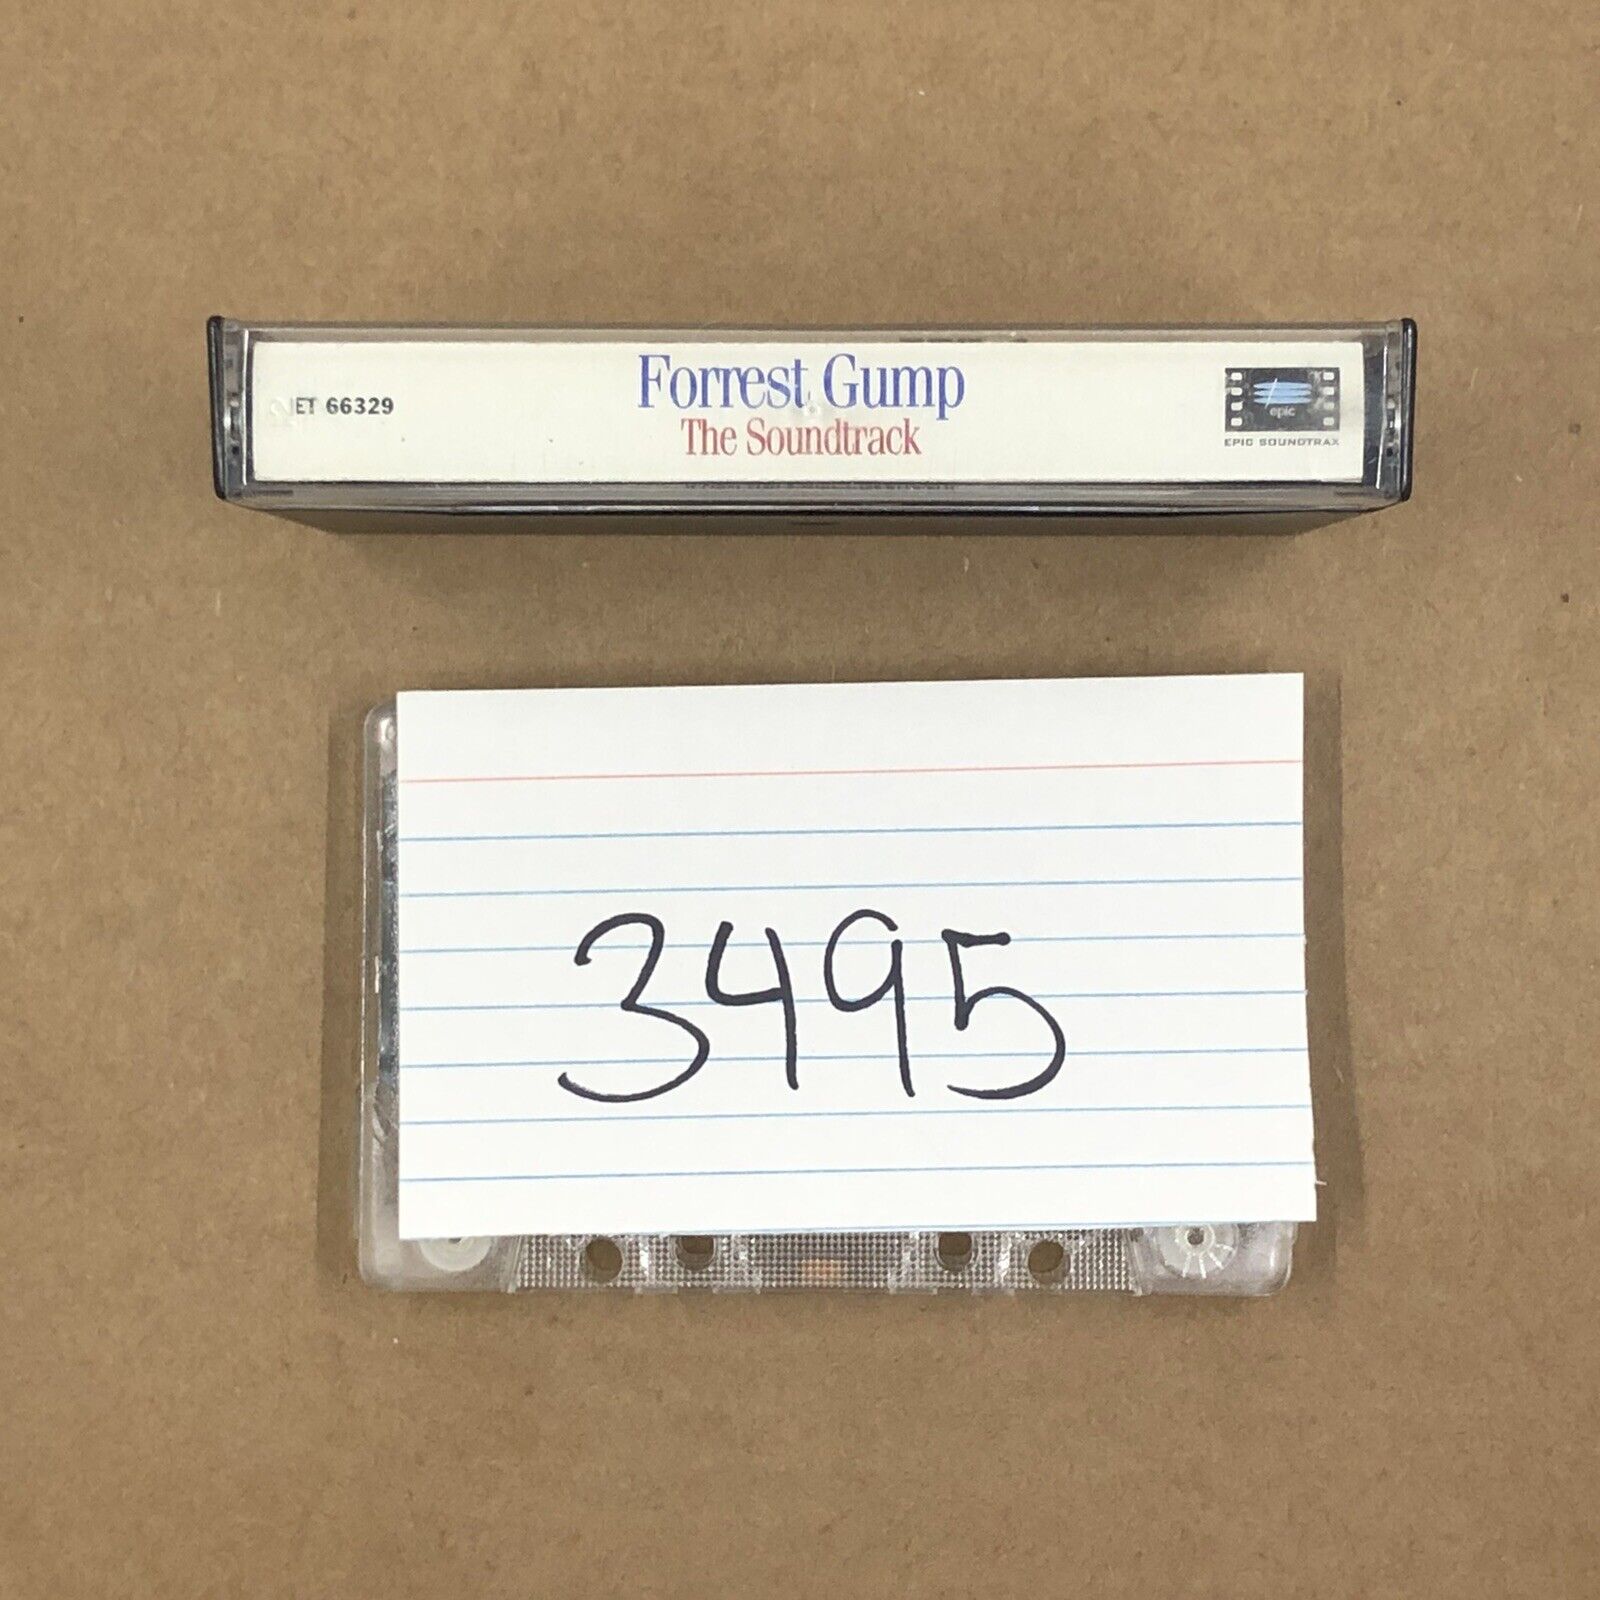 ET 66329
Forrest Gump
The Soundtrack
epic
EPIC SOUNDTRAX
3495